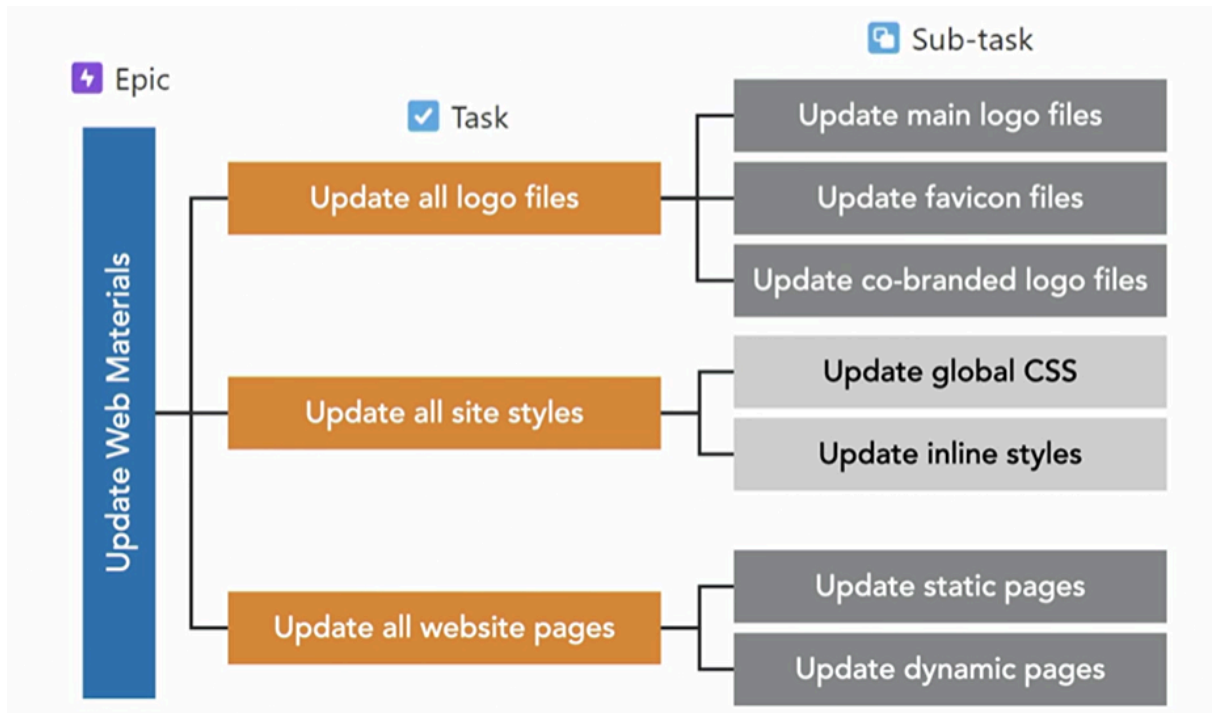 Epic
Update Web Materials
Task
Update all logo files
Update all site styles
Update all website pages
Sub-task
Update main logo files
Update favicon files
Update co-branded logo files
Update global CSS
Update inline styles
Update static pages
Update dynamic pages